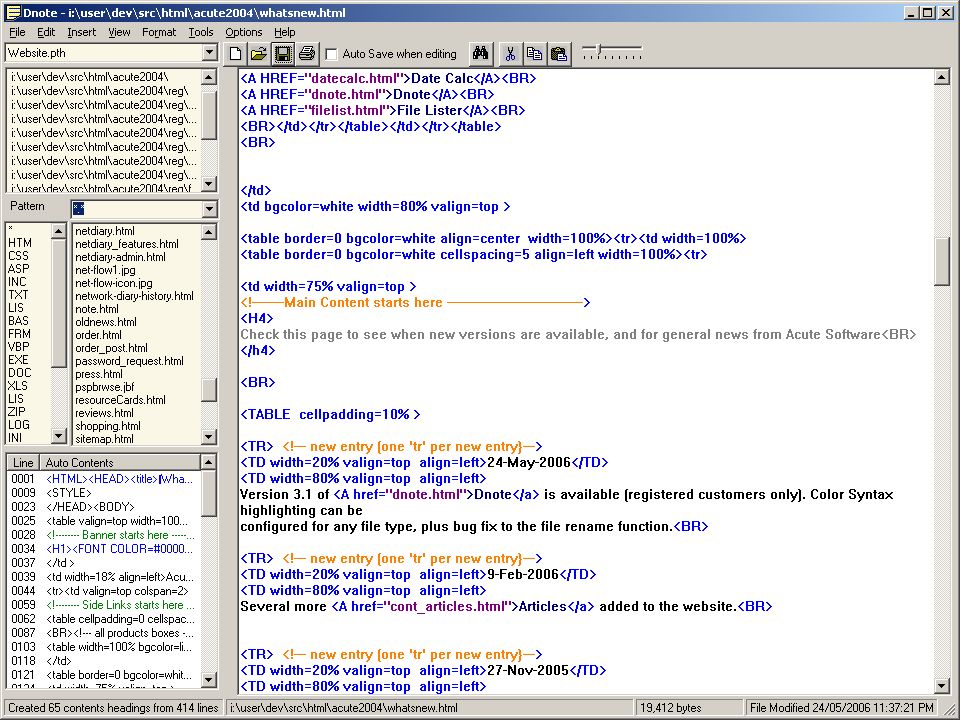 Dnote - i:\user\dev\src\html\acute2004\whatsnew.html
File Edit Insert View Format Tools Options Help
Website.pth
Auto Save when editing
i:\user\dev\src\html\acute2004\
i:\user\dev\src\html\acute2004\reg\
i:\user\dev\src\html\acute2004\reg\...
i:\user\dev\src\html\acute2004\reg\...
i:\user\dev\src\html\acute2004\reg\...
i:\user\dev\src\html\acute2004\reg\...
i:\user\dev\src\html\acute2004\reg\...
i:\user\dev\src\html\acute2004\reg\...
i:\user\dev\src\html\acute2004\reg\f
Pattern
*.*
*
HTM
CSS
ASP
INC
TXT
LIS
BAS
FRM
VBP
EXE
DOC
XLS
LIS
ZIP
LOG
INI
netdiary.html
netdiary_features.html
netdiary-admin.html
net-flow1.jpg
net-flow-icon.jpg
network-diary-history.html
note.html
oldnews.html
order.html
order_post.html
password_request.html
press.html
pspbrwse.jbf
resourceCards.html
reviews.html
shopping.html
sitemap.html
Line Auto Contents
0001 <HTML><HEAD><title>|Wha...
0009 <STYLE>
0023 </HEAD><BODY>
0025 <table valign=top width=100...
0028 <!-------- Banner starts here -----...
0034 <H1><FONT COLOR=#0000...
0037 </td >
0039 <td width=18% align=left>Acu...
0044 <tr><td valign=top colspan=2>
0059 <!-------- Side Links starts here ...
0062 <table cellpadding=0 cellspac...
0087 <BR><!--- all products boxes -...
0103 <table width=100% bgcolor=li...
0118 </td>
0121 <table border=0 bgcolor=whit...
0124 <td width=75% valign=top >
<A HREF="datecalc.html">Date Calc</A><BR>
<A HREF="dnote.html">Dnote</A><BR>
<A HREF="filelist.html">File Lister</A><BR>
<BR></td></tr></table></td></tr></table>
<BR>
</td>
<td bgcolor=white width=80% valign=top >
<table border=0 bgcolor=white align=center  width=100%><tr><td width=100%>
<table border=0 bgcolor=white cellspacing=5 align=left width=100%><tr>
<td width=75% valign=top >
<!--------Main Content starts here --------------------------------->
<H4>
Check this page to see when new versions are available, and for general news from Acute Software<BR>
</h4>
<BR>
<TABLE  cellpadding=10% >
<TR>  <!-- new entry (one 'tr' per new entry)-->
<TD width=20% valign=top  align=left>24-May-2006</TD>
<TD width=80% valign=top  align=left>
Version 3.1 of <A href="dnote.html">Dnote</a> is available (registered customers only). Color Syntax
highlighting can be
configured for any file type, plus bug fix to the file rename function.<BR>
<TR>  <!-- new entry (one 'tr' per new entry)-->
<TD width=20% valign=top  align=left>9-Feb-2006</TD>
<TD width=80% valign=top  align=left>
Several more <A href="cont_articles.html">Articles</a> added to the website.<BR>
<TR>  <!-- new entry (one 'tr' per new entry)-->
<TD width=20% valign=top  align=left>27-Nov-2005</TD>
<TD width=80% valign=top  align=left>
Created 65 contents headings from 414 lines
i:\user\dev\src\html\acute2004\whatsnew.html
19,412 bytes
File Modified 24/05/2006 11:37:21 PM